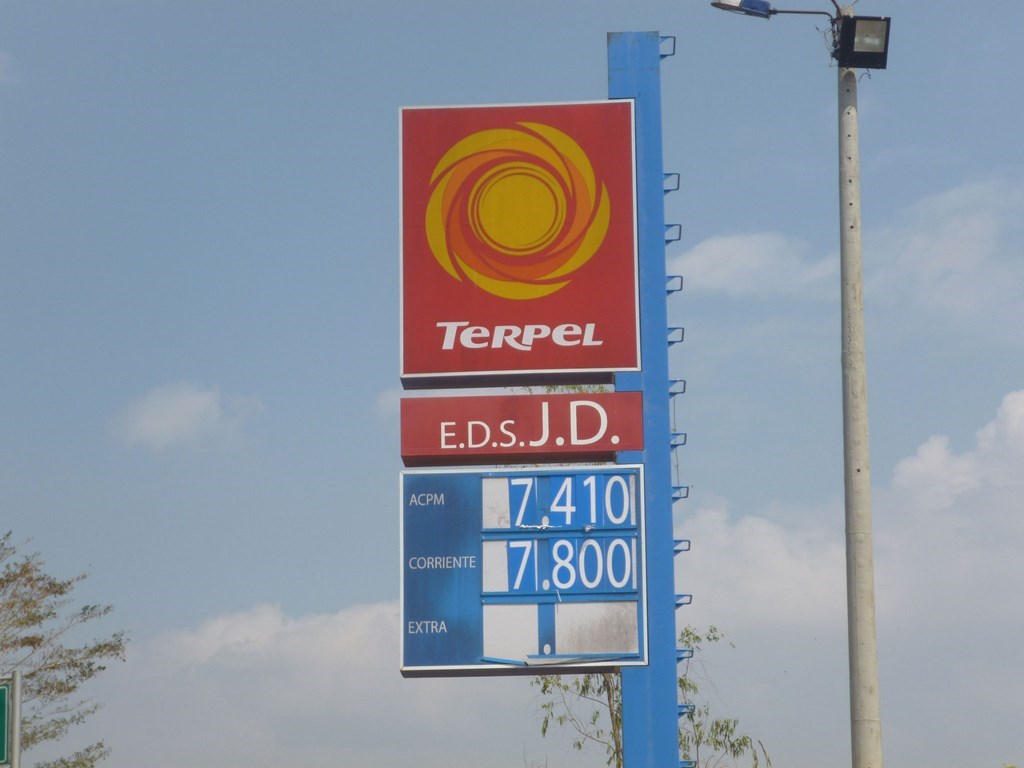 Terpel
E.D.S. J.D.
ACPM 7.410
CORRIENTE 7.800
EXTRA .